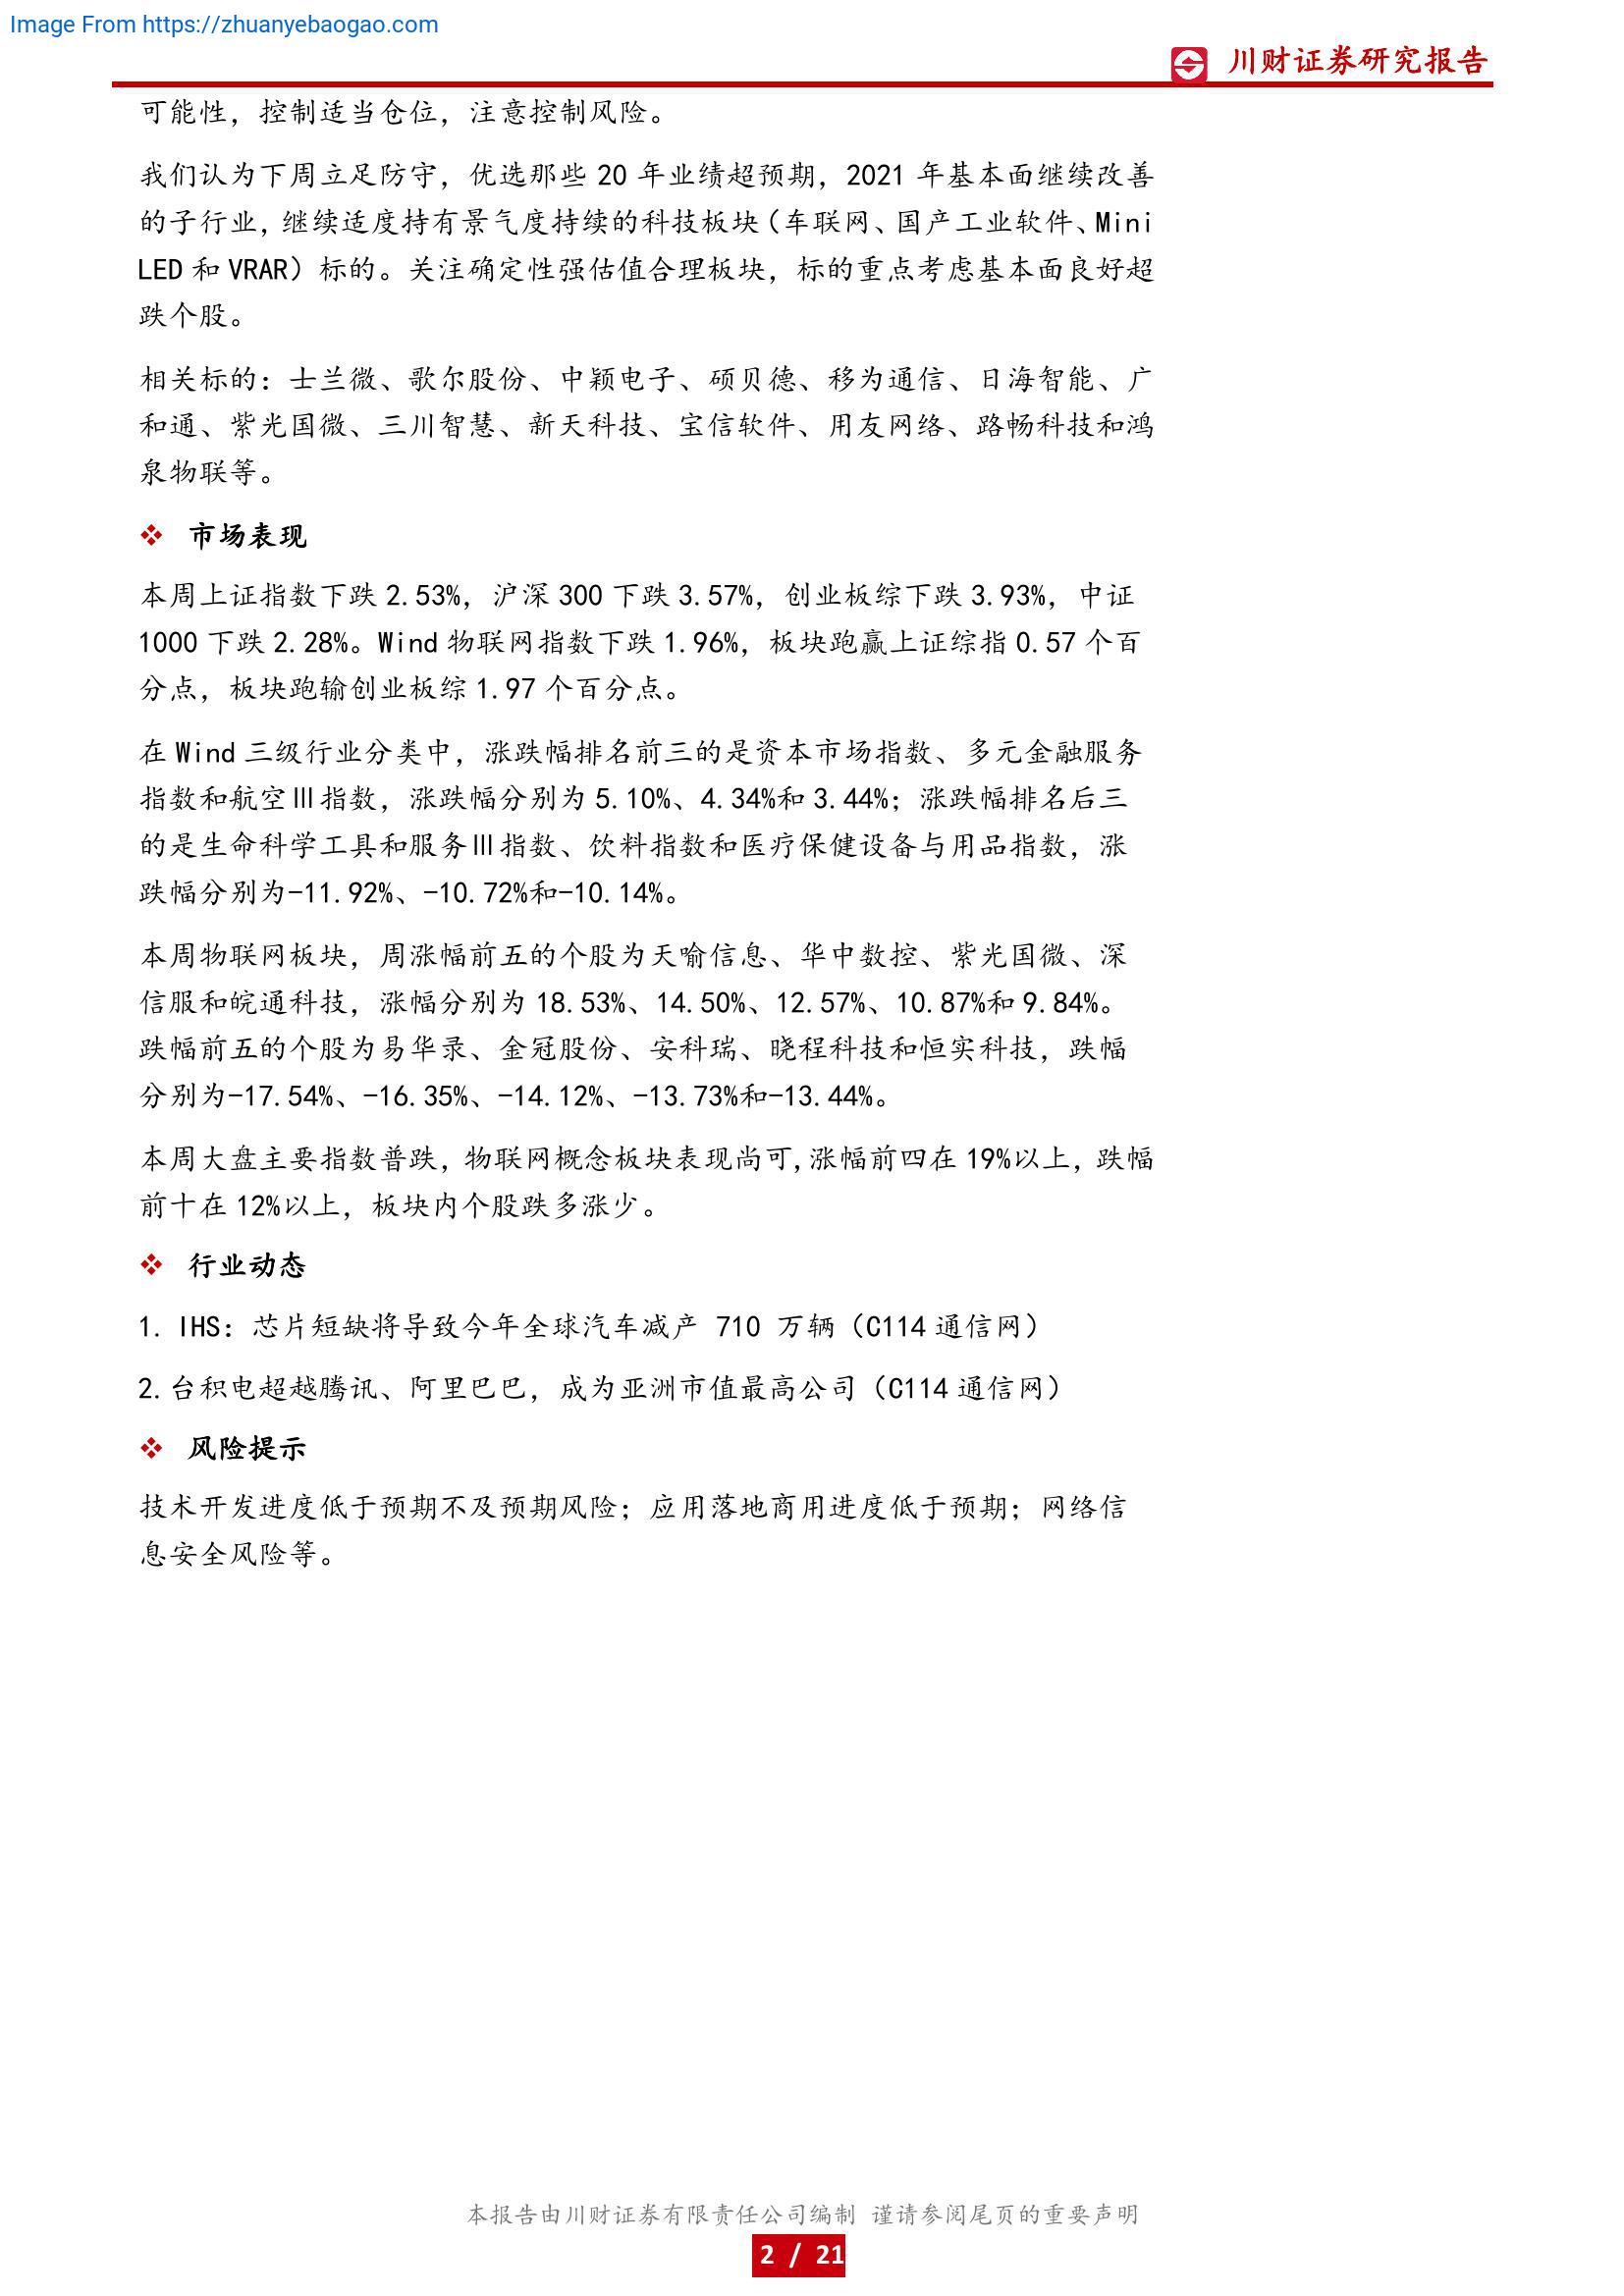 Image From https://zhuanyebaogao.com
川财证券研究报告
可能性，控制适当仓位，注意控制风险。
我们认为下周立足防守，优选那些 20 年业绩超预期，2021 年基本面继续改善
的子行业，继续适度持有景气度持续的科技板块（车联网、国产工业软件、Mini
LED 和 VRAR）标的。关注确定性强估值合理板块，标的重点考虑基本面良好超
跌个股。
相关标的：士兰微、歌尔股份、中颖电子、硕贝德、移为通信、日海智能、广
和通、紫光国微、三川智慧、新天科技、宝信软件、用友网络、路畅科技和鸿
泉物联等。
❖ 市场表现
本周上证指数下跌 2.53%，沪深 300 下跌 3.57%，创业板综下跌 3.93%，中证
1000 下跌 2.28%。Wind 物联网指数下跌 1.96%，板块跑赢上证综指 0.57 个百
分点，板块跑输创业板综 1.97 个百分点。
在 Wind 三级行业分类中，涨跌幅排名前三的是资本市场指数、多元金融服务
指数和航空Ⅲ指数，涨跌幅分别为 5.10%、4.34%和 3.44%；涨跌幅排名后三
的是生命科学工具和服务Ⅲ指数、饮料指数和医疗保健设备与用品指数，涨
跌幅分别为-11.92%、-10.72%和-10.14%。
本周物联网板块，周涨幅前五的个股为天喻信息、华中数控、紫光国微、深
信服和皖通科技，涨幅分别为 18.53%、14.50%、12.57%、10.87%和 9.84%。
跌幅前五的个股为易华录、金冠股份、安科瑞、晓程科技和恒实科技，跌幅
分别为-17.54%、-16.35%、-14.12%、-13.73%和-13.44%。
本周大盘主要指数普跌，物联网概念板块表现尚可,涨幅前四在 19%以上，跌幅
前十在 12%以上，板块内个股跌多涨少。
❖ 行业动态
1. IHS：芯片短缺将导致今年全球汽车减产 710 万辆（C114 通信网）
2. 台积电超越腾讯、阿里巴巴，成为亚洲市值最高公司（C114 通信网）
❖ 风险提示
技术开发进度低于预期不及预期风险；应用落地商用进度低于预期；网络信
息安全风险等。
本报告由川财证券有限责任公司编制 谨请参阅尾页的重要声明
2 / 21